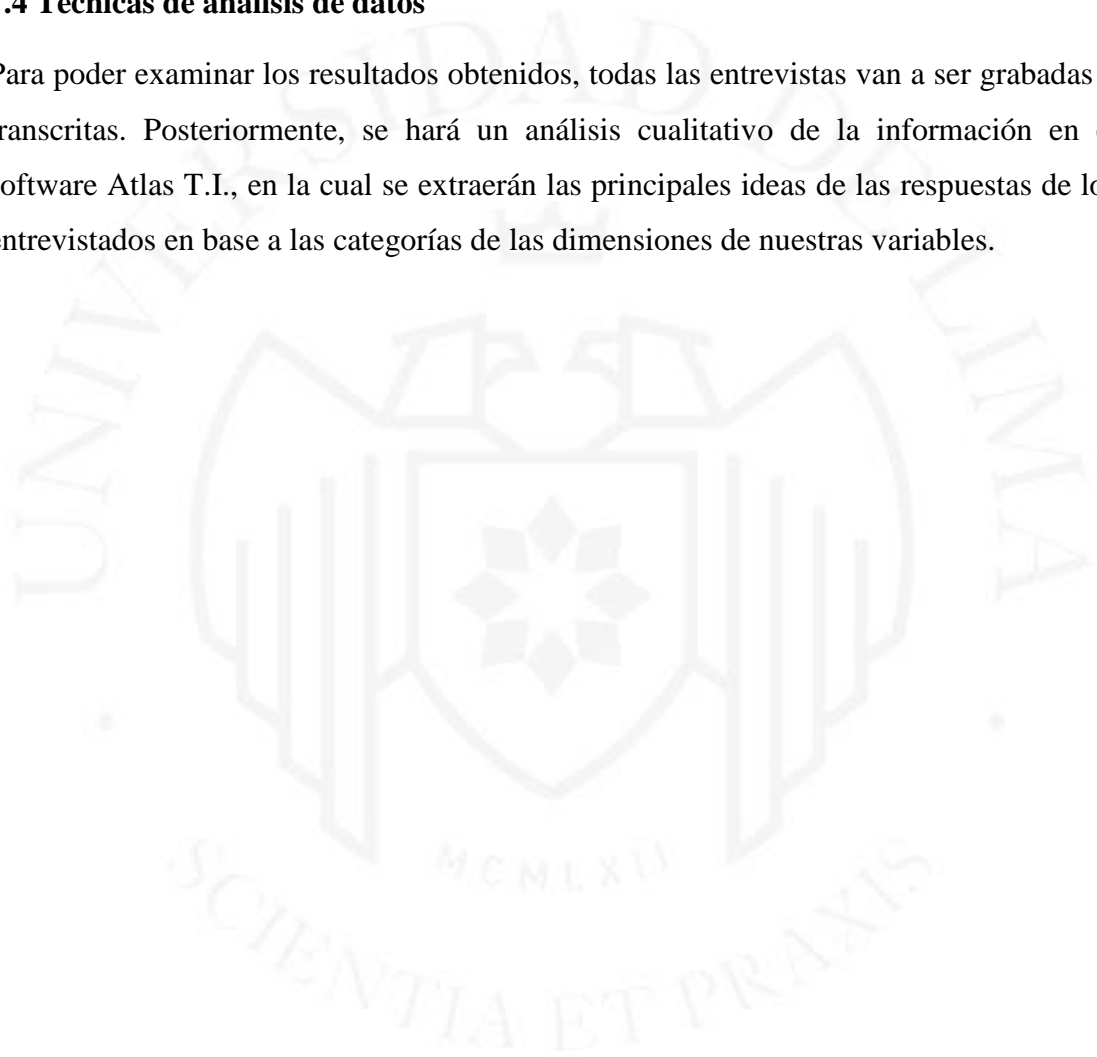 .4 Técnicas de análisis de datos
Para poder examinar los resultados obtenidos, todas las entrevistas van a ser grabadas
transcritas. Posteriormente, se hará un análisis cualitativo de la información en
software Atlas T.I., en la cual se extraerán las principales ideas de las respuestas de lo
entrevistados en base a las categorías de las dimensiones de nuestras variables.
UNIVERSIDAD DE LIMA
MCMLXII
SCIENTIA ET PRAXIS